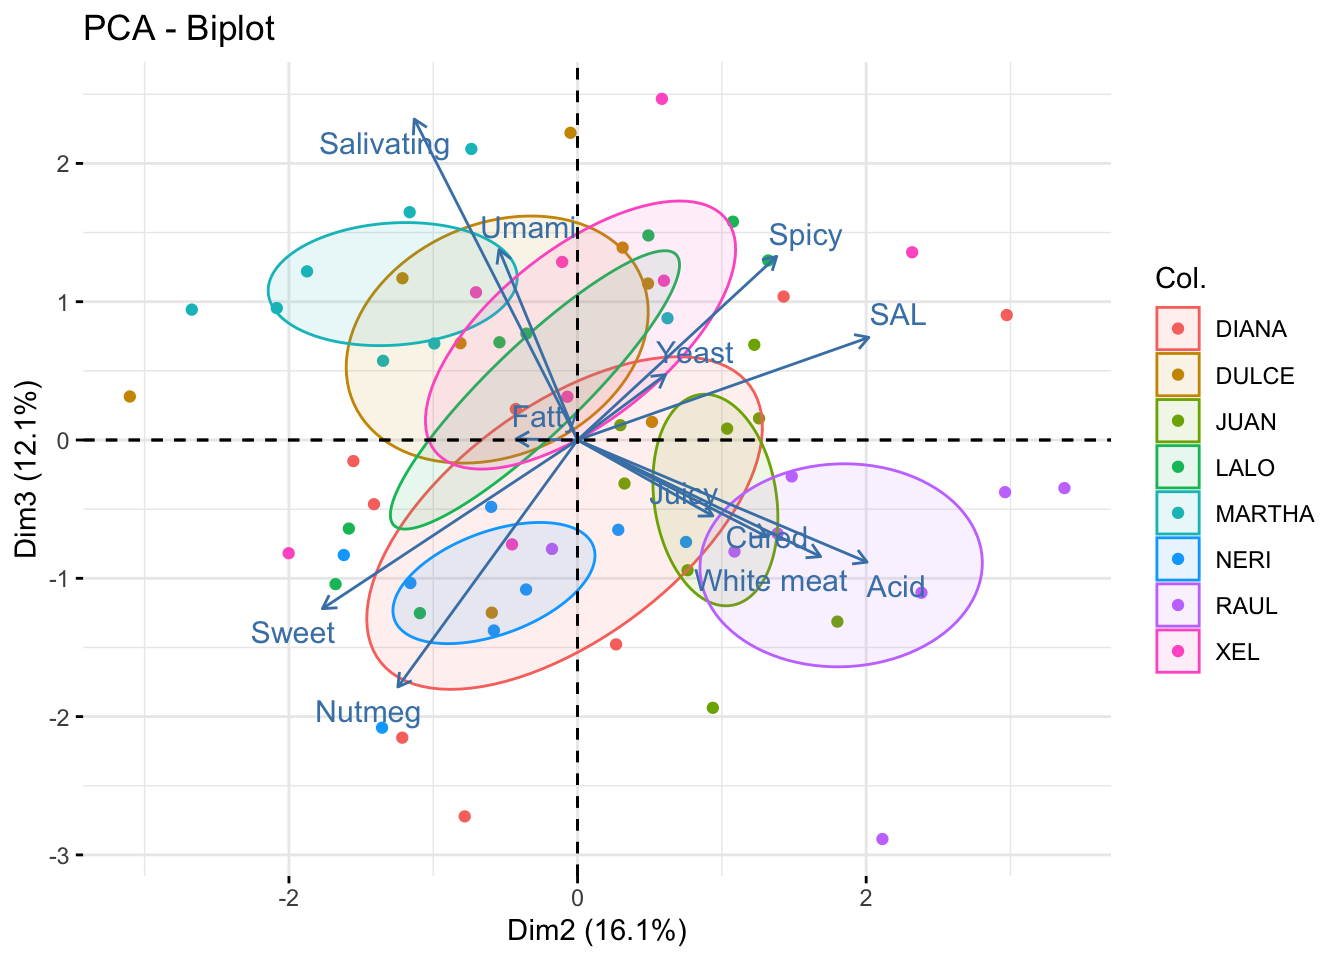 PCA - Biplot
Salivating
Umami
Spicy
SAL
Yeast
Fatt
Juicy
Cured
White meat
Acid
Sweet
Nutmeg
2
1
0
-1
-2
-3
-2
0
2
Dim3 (12.1%)
Dim2 (16.1%)
Col.
DIANA
DULCE
JUAN
LALO
MARTHA
NERI
RAUL
XEL